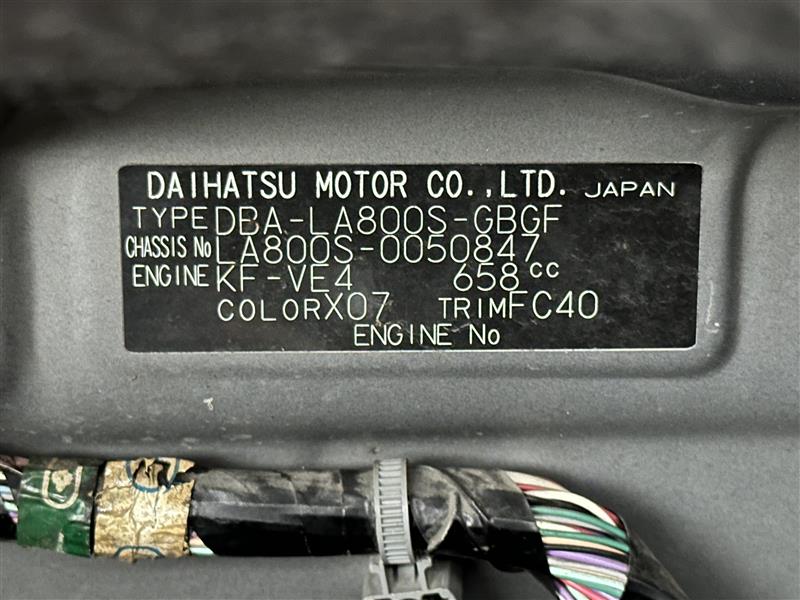 DAIHATSU MOTOR CO.,LTD. JAPAN
TYPE DBA-LA800S-GBGF
CHASSIS No LA800S-0050847
ENGINE KF-VE4 658cc
COLOR X07 TRIM FC40
ENGINE No